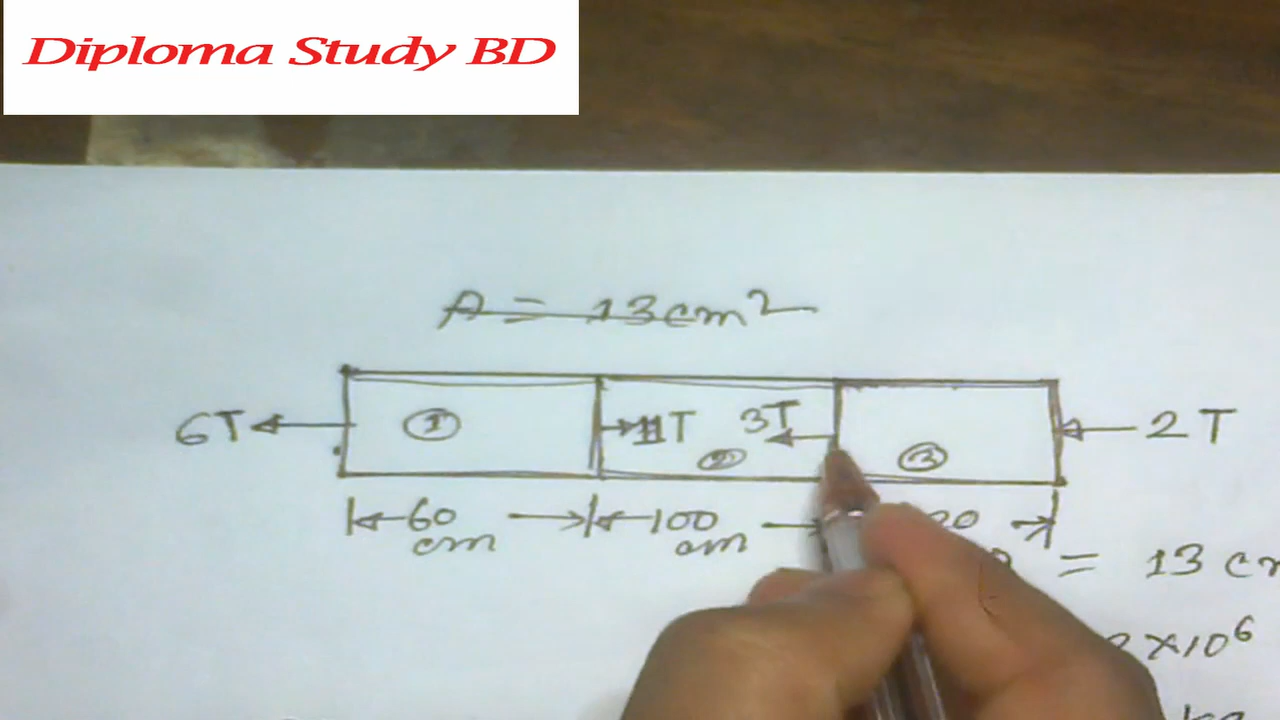 Diploma Study BD
A = 13cm²
6T ① 11T 3T ② ③ 2T
60 cm 100 cm
= 13
×10⁶